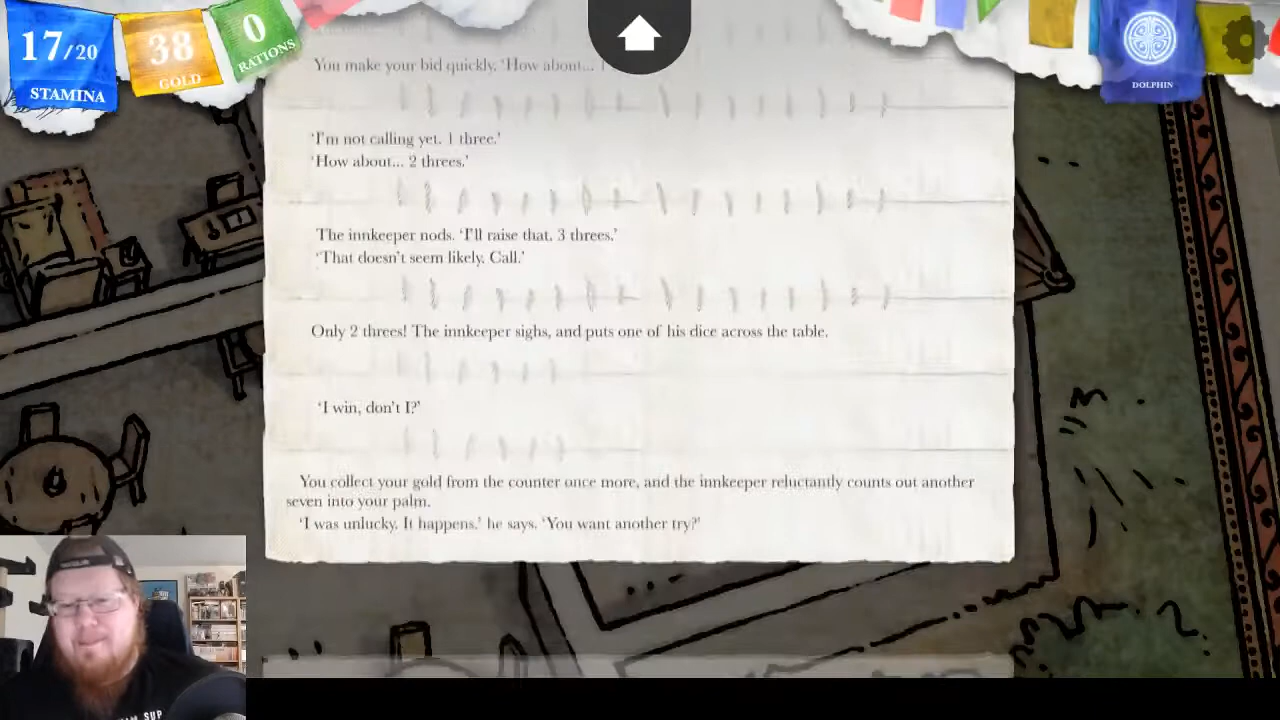 17/20
STAMINA
38
GOLD
0
RATIONS
DOLPHIN
You make your bid quickly. 'How about...
'I'm not calling yet. 1 three.'
'How about... 2 threes.'
The innkeeper nods. 'I'll raise that. 3 threes.'
'That doesn't seem likely. Call.'
Only 2 threes! The innkeeper sighs, and puts one of his dice across the table.
'I win, don't I?'
You collect your gold from the counter once more, and the innkeeper reluctantly counts out another
seven into your palm.
'I was unlucky. It happens.' he says. 'You want another try?'